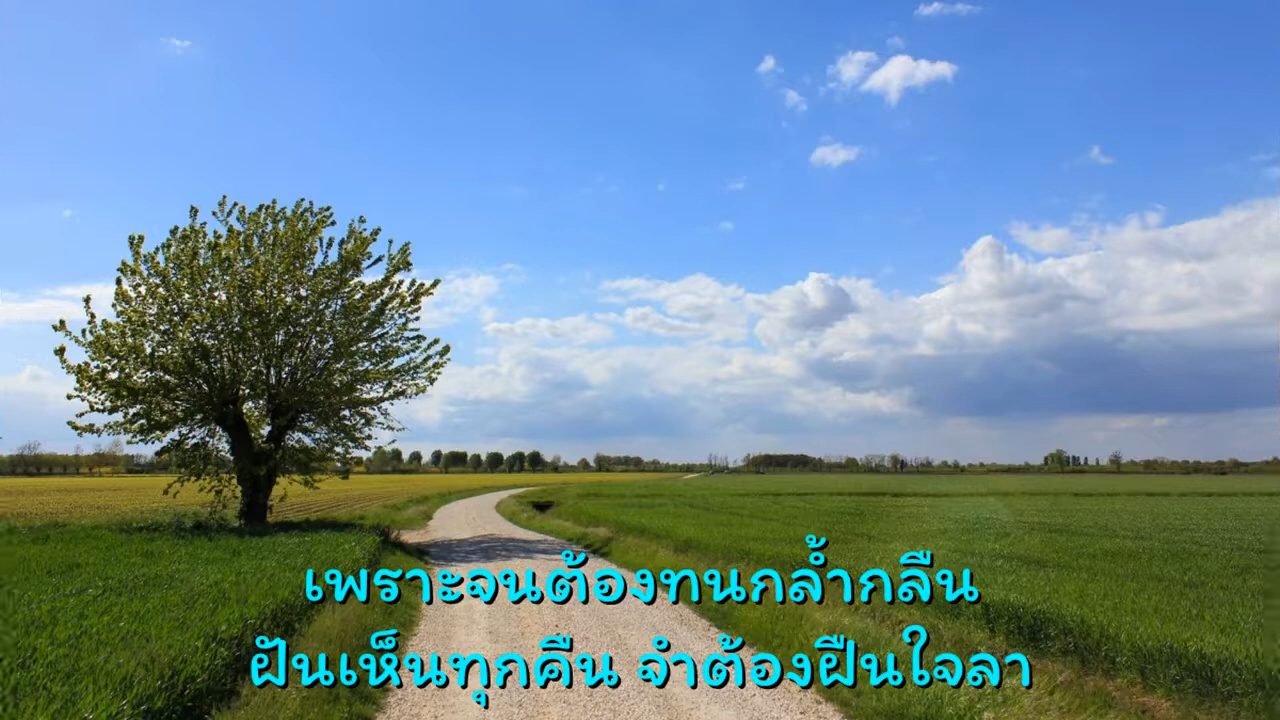 เพราะจนต้องทนกล้ำกลืน
ฝันเห็นทุกคืน จำต้องฝืนใจลา